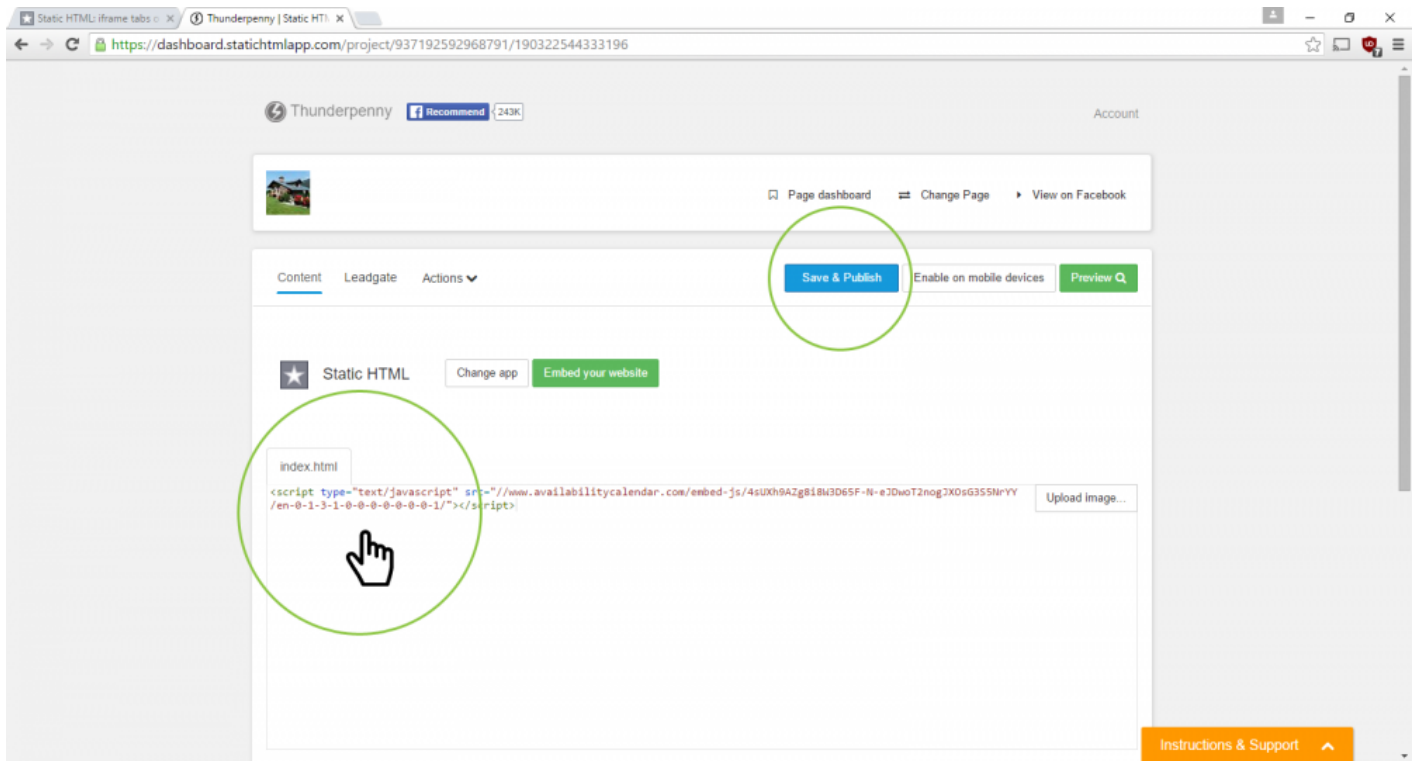 Static HTML: iframe tabs
Thunderpenny | Static HT
https://dashboard.statichtmlapp.com/project/937192592968791/190322544333196
7
Thunderpenny
f Recommend 243K
Account
Page dashboard
Change Page
View on Facebook
Content
Leadgate
Actions
Save & Publish
Enable on mobile devices
Preview
Static HTML
Change app
Embed your website
index.html
<script type="text/javascript" src="//www.availabilitycalendar.com/embed-js/4sUXh9AZgBi8W3D65F-N-eJDwoT2nogJXOsG3S5NrYY
/en-0-1-3-1-0-0-0-0-0-0-0-1/"></script>
Upload image...
Instructions & Support